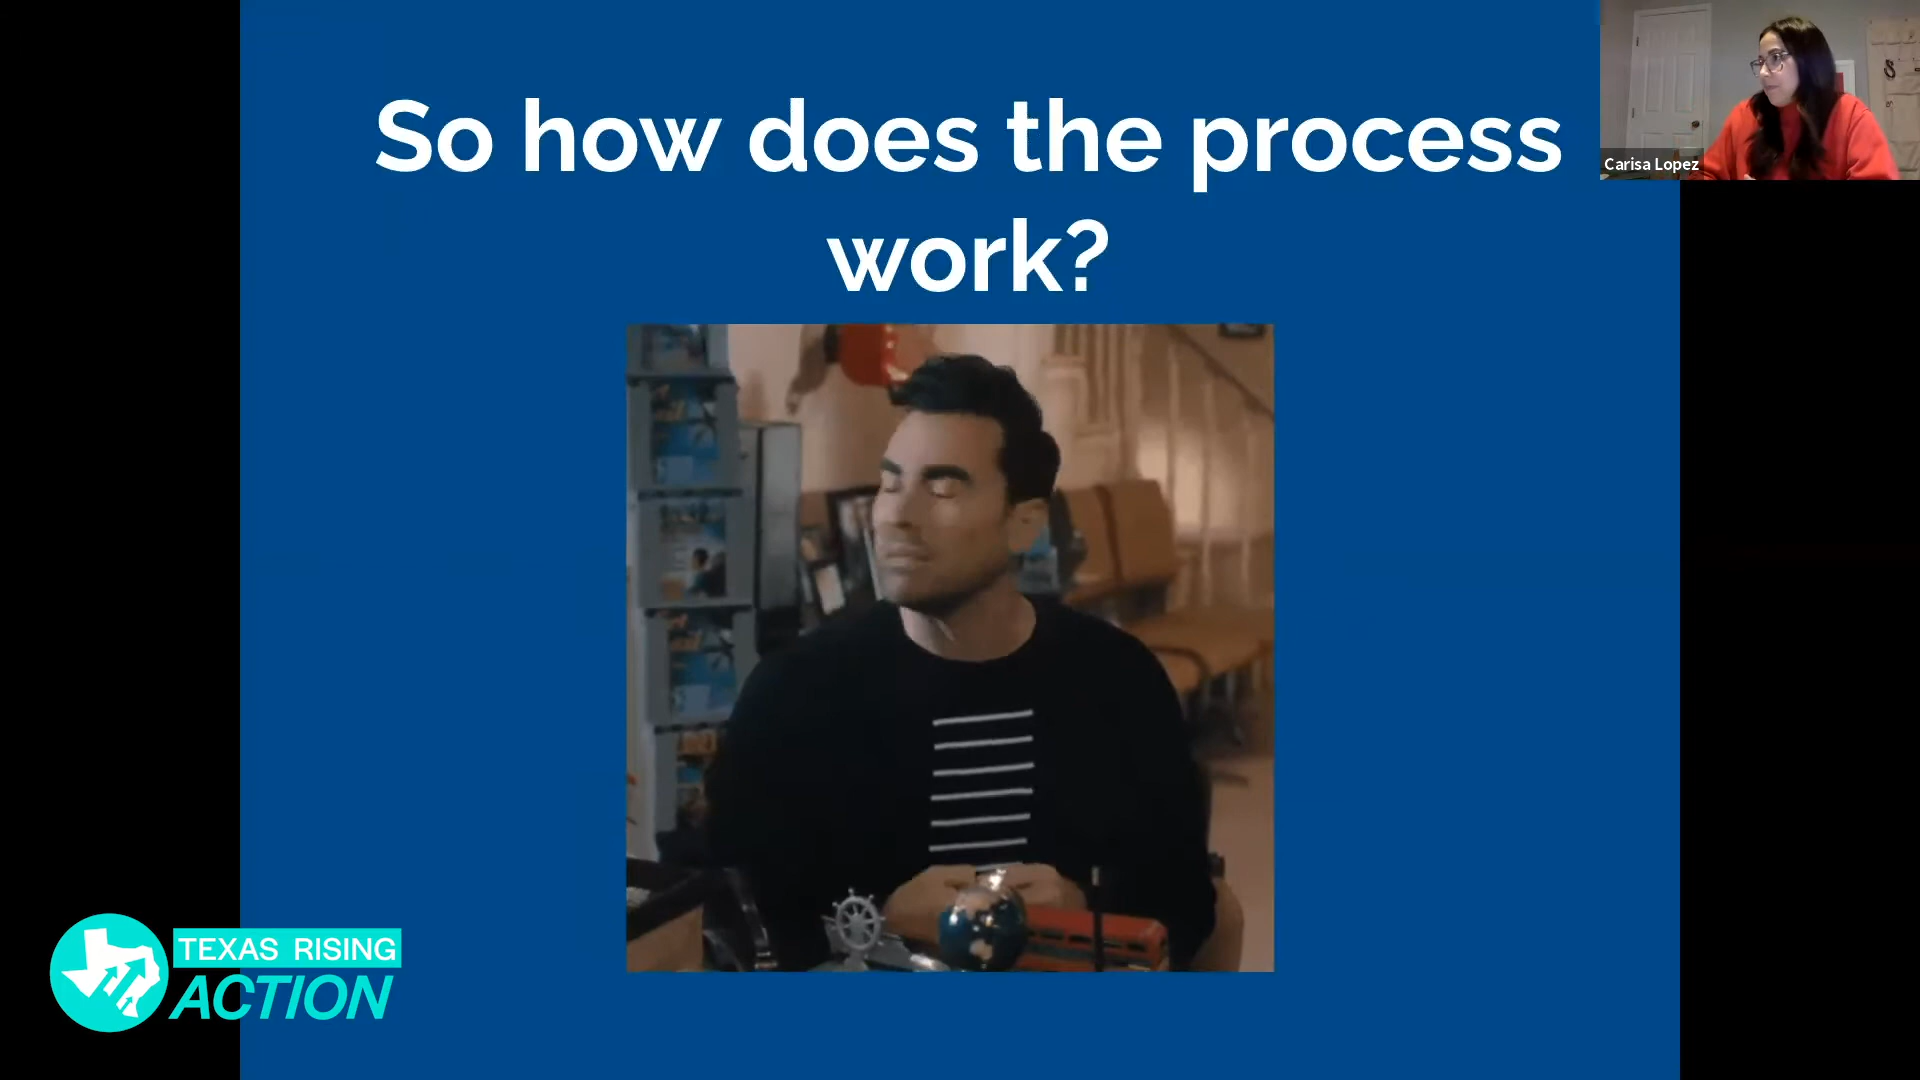 So how does the process
work?
Carisa Lopez
TEXAS RISING
ACTION